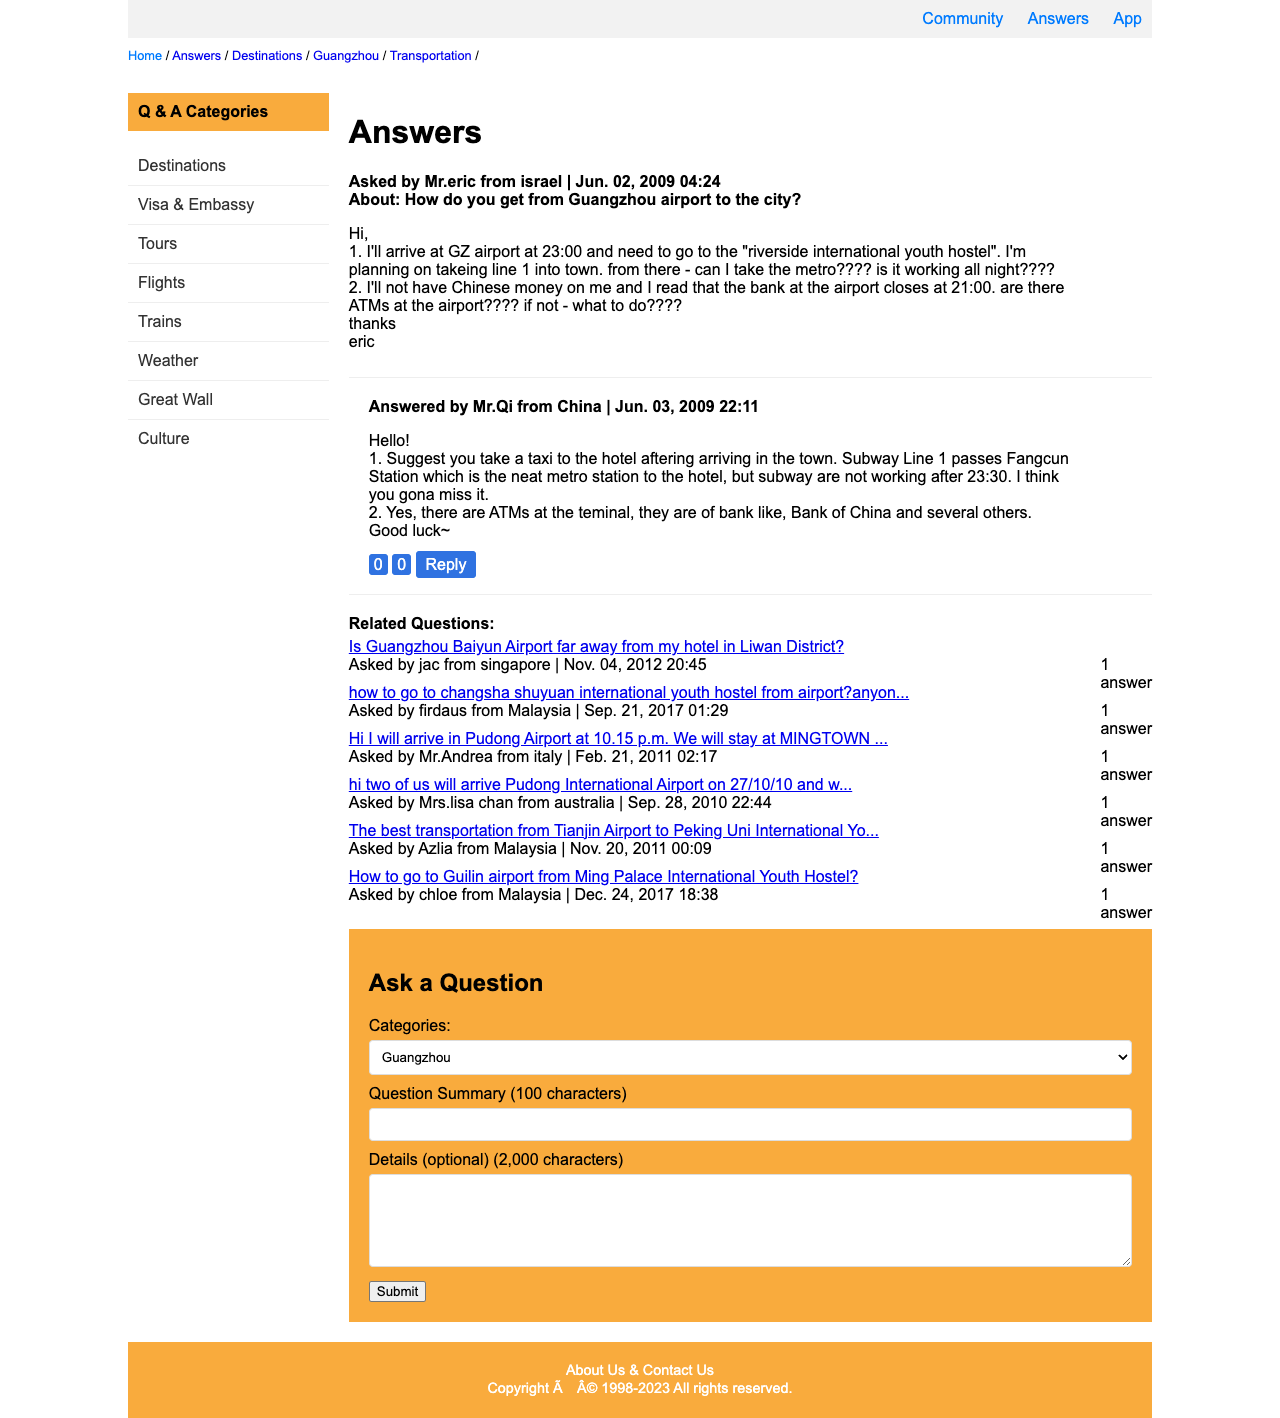 Community Answers App
Home / Answers / Destinations / Guangzhou / Transportation /
Q & A Categories
Destinations
Visa & Embassy
Tours
Flights
Trains
Weather
Great Wall
Culture
Answers
Asked by Mr.eric from israel | Jun. 02, 2009 04:24
About: How do you get from Guangzhou airport to the city?
Hi,
1. I'll arrive at GZ airport at 23:00 and need to go to the "riverside international youth hostel". I'm
planning on takeing line 1 into town. from there - can I take the metro???? is it working all night????
2. I'll not have Chinese money on me and I read that the bank at the airport closes at 21:00. are there
ATMs at the airport???? if not - what to do????
thanks
eric
Answered by Mr.Qi from China | Jun. 03, 2009 22:11
Hello!
1. Suggest you take a taxi to the hotel aftering arriving in the town. Subway Line 1 passes Fangcun
Station which is the neat metro station to the hotel, but subway are not working after 23:30. I think
you gona miss it.
2. Yes, there are ATMs at the teminal, they are of bank like, Bank of China and several others.
Good luck~
0 0 Reply
Related Questions:
Is Guangzhou Baiyun Airport far away from my hotel in Liwan District?
Asked by jac from singapore | Nov. 04, 2012 20:45
1
answer
how to go to changsha shuyuan international youth hostel from airport?anyon...
Asked by firdaus from Malaysia | Sep. 21, 2017 01:29
1
answer
Hi I will arrive in Pudong Airport at 10.15 p.m. We will stay at MINGTOWN ...
Asked by Mr.Andrea from italy | Feb. 21, 2011 02:17
1
answer
hi two of us will arrive Pudong International Airport on 27/10/10 and w...
Asked by Mrs.lisa chan from australia | Sep. 28, 2010 22:44
1
answer
The best transportation from Tianjin Airport to Peking Uni International Yo...
Asked by Azlia from Malaysia | Nov. 20, 2011 00:09
1
answer
How to go to Guilin airport from Ming Palace International Youth Hostel?
Asked by chloe from Malaysia | Dec. 24, 2017 18:38
1
answer
Ask a Question
Categories:
Guangzhou
Question Summary (100 characters)
Details (optional) (2,000 characters)
Submit
About Us & Contact Us
Copyright Ã Â© 1998-2023 All rights reserved.